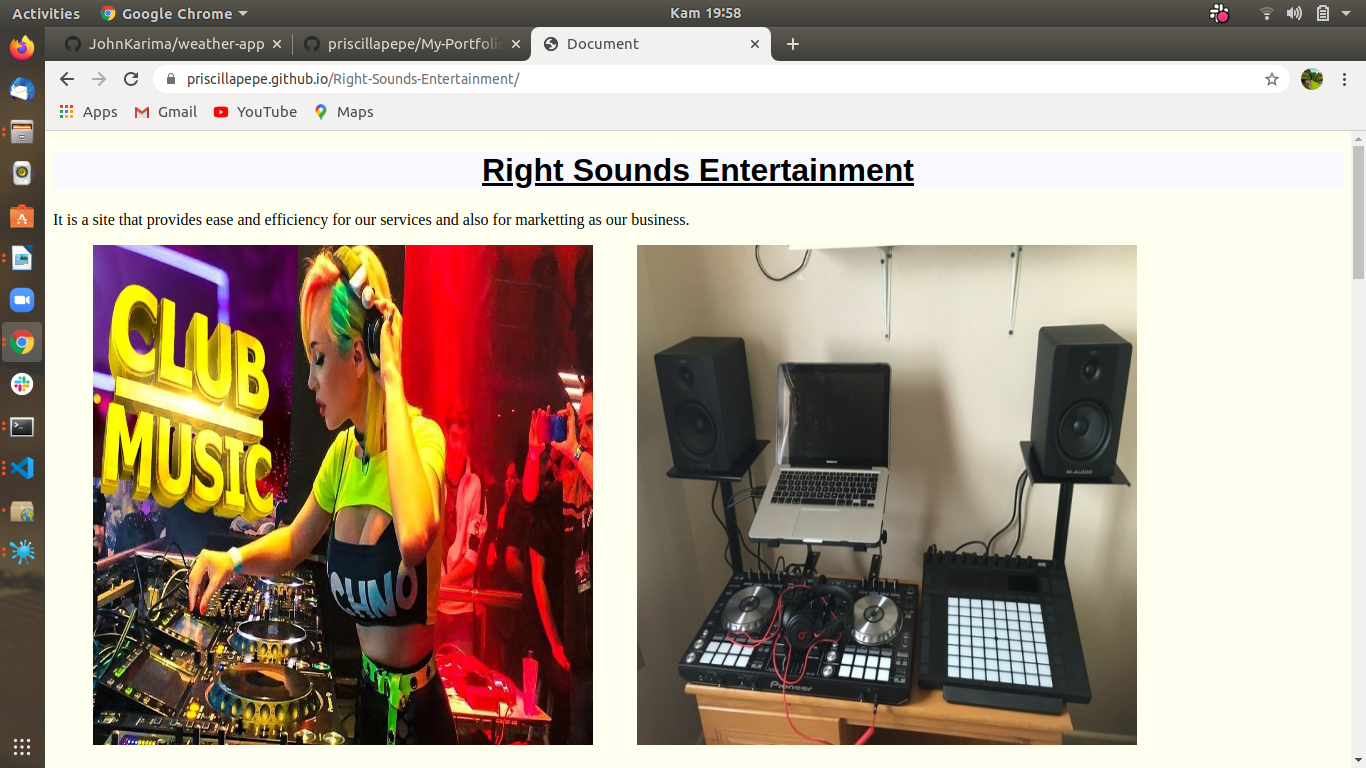 Activities Google Chrome Kam 19:58
JohnKarima/weather-app priscillapepe/My-Portfolio Document
priscillapepe.github.io/Right-Sounds-Entertainment/
Apps Gmail YouTube Maps
Right Sounds Entertainment
It is a site that provides ease and efficiency for our services and also for marketting as our business.
CLUB
MUSIC
CHNO
M-AUDIO
Pioneer